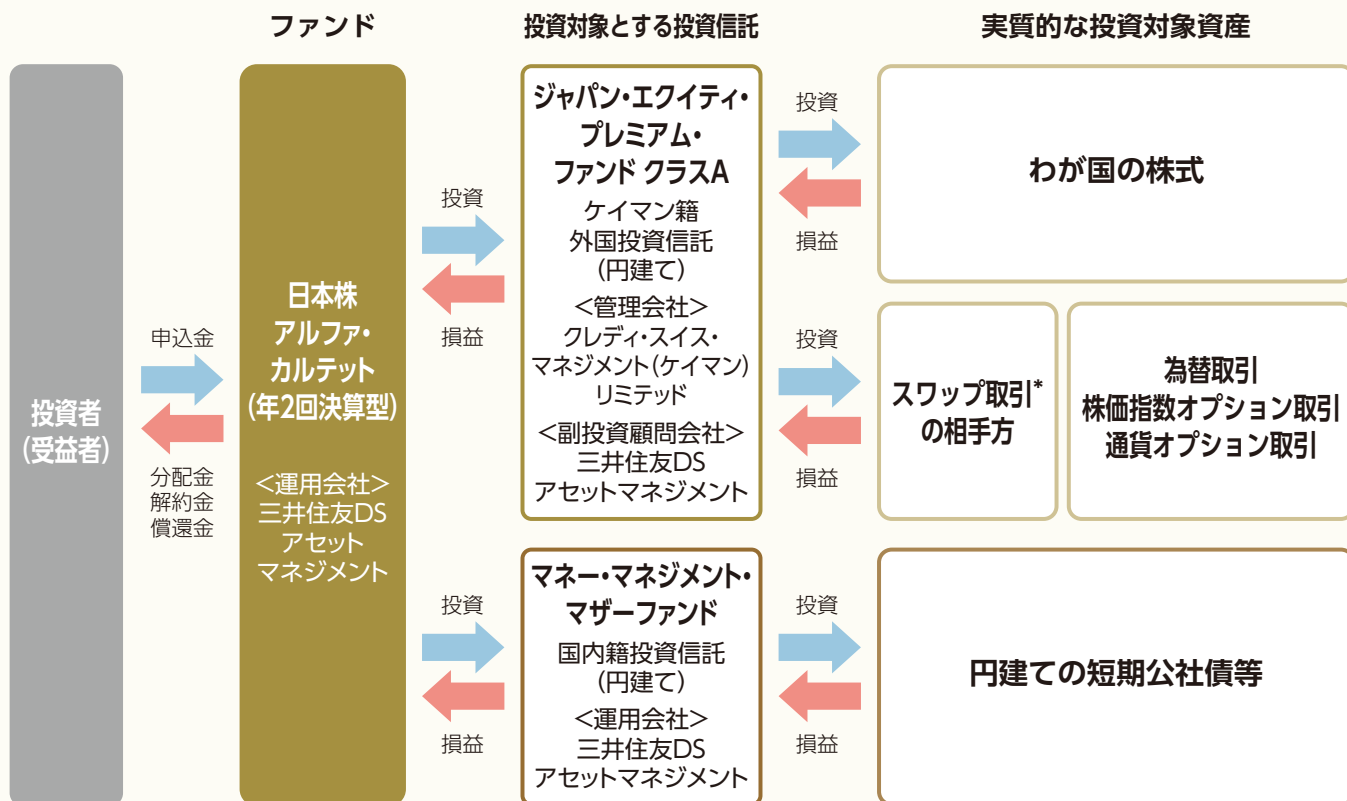 ファンド
投資対象とする投資信託
実質的な投資対象資産
投資者
(受益者)
申込金
分配金
解約金
償還金
日本株
アルファ・
カルテット
(年2回決算型)
<運用会社>
三井住友DS
アセット
マネジメント
投資
損益
ジャパン・エクイティ・
プレミアム・
ファンド クラスA
ケイマン籍
外国投資信託
(円建て)
<管理会社>
クレディ・スイス・
マネジメント(ケイマン)
リミテッド
<副投資顧問会社>
三井住友DS
アセットマネジメント
投資
損益
わが国の株式
投資
損益
スワップ取引*
の相手方
為替取引
株価指数オプション取引
通貨オプション取引
投資
損益
マネー・マネジメント・
マザーファンド
国内籍投資信託
(円建て)
<運用会社>
三井住友DS
アセットマネジメント
投資
損益
円建ての短期公社債等